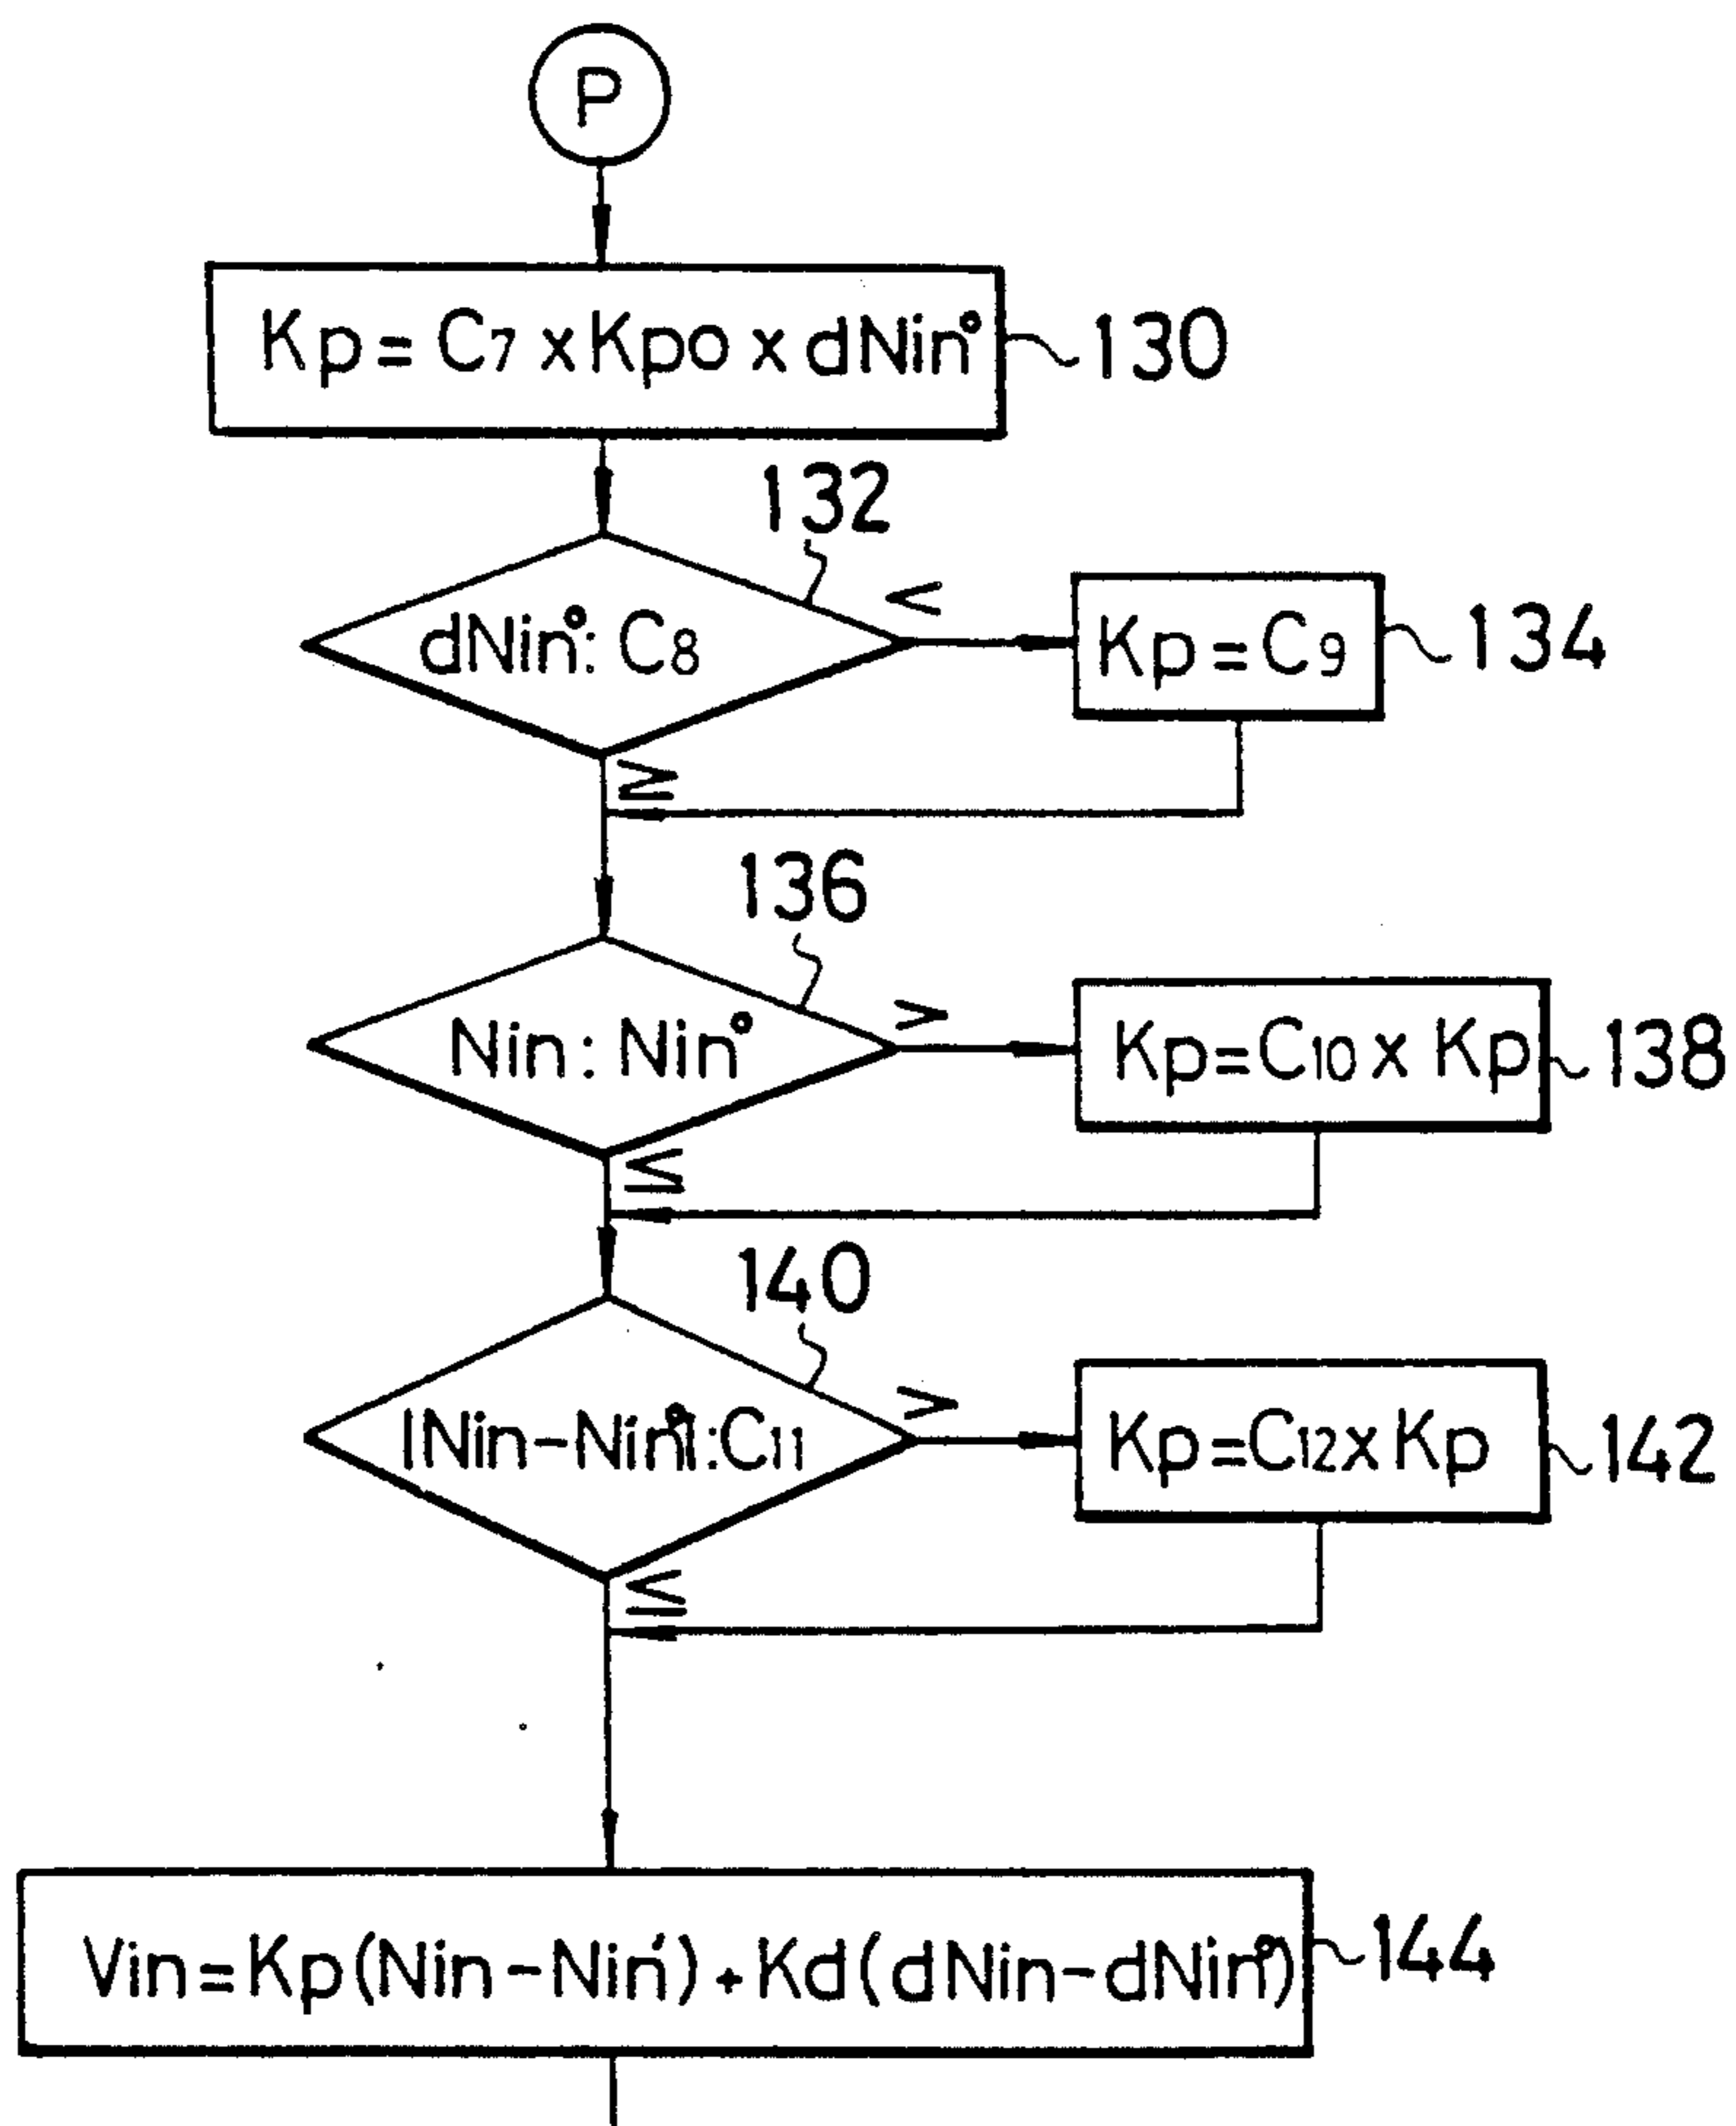 P
Kp = C7 x Kpo x dNin°
130
132
dNin° : C8
<
Kp = C9
134
≥
136
Nin : Nin°
>
Kp = C10 x Kp
138
≤
140
|Nin - Nin°| : C11
>
Kp = C12 x Kp
142
≤
Vin = Kp(Nin - Nin') + Kd(dNin - dNin°)
144